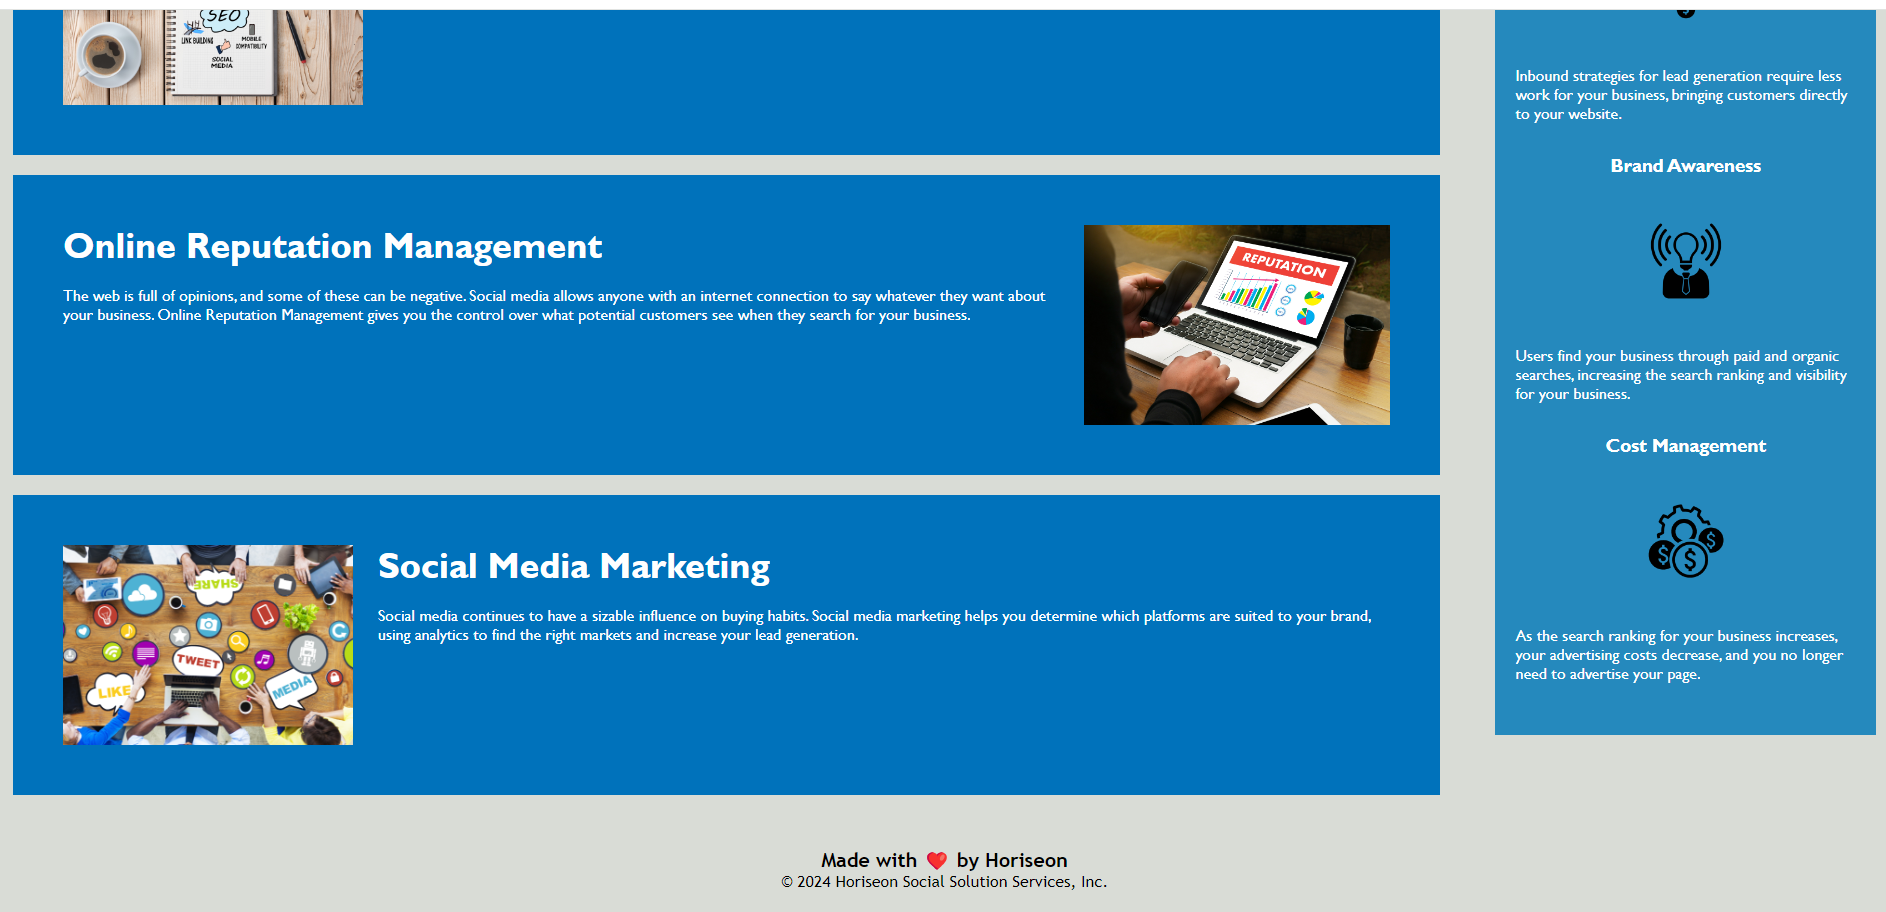 SEO
LINK BUILDING
MOBILE
COMPATIBILITY
SOCIAL
MEDIA
Online Reputation Management
The web is full of opinions, and some of these can be negative. Social media allows anyone with an internet connection to say whatever they want about
your business. Online Reputation Management gives you the control over what potential customers see when they search for your business.
REPUTATION
SHARE
TWEET
LIKE
MEDIA
Social Media Marketing
Social media continues to have a sizable influence on buying habits. Social media marketing helps you determine which platforms are suited to your brand,
using analytics to find the right markets and increase your lead generation.
Inbound strategies for lead generation require less
work for your business, bringing customers directly
to your website.
Brand Awareness
Users find your business through paid and organic
searches, increasing the search ranking and visibility
for your business.
Cost Management
$ $ $
As the search ranking for your business increases,
your advertising costs decrease, and you no longer
need to advertise your page.
Made with ❤️ by Horiseon
© 2024 Horiseon Social Solution Services, Inc.